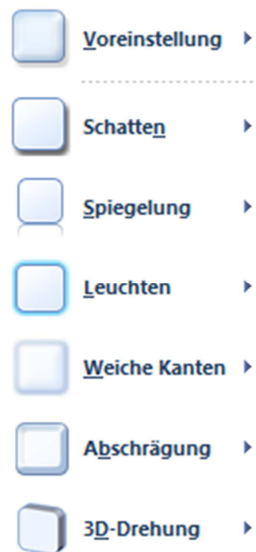 Voreinstellung
Schatten
Spiegelung
Leuchten
Weiche Kanten
Abschrägung
3D-Drehung